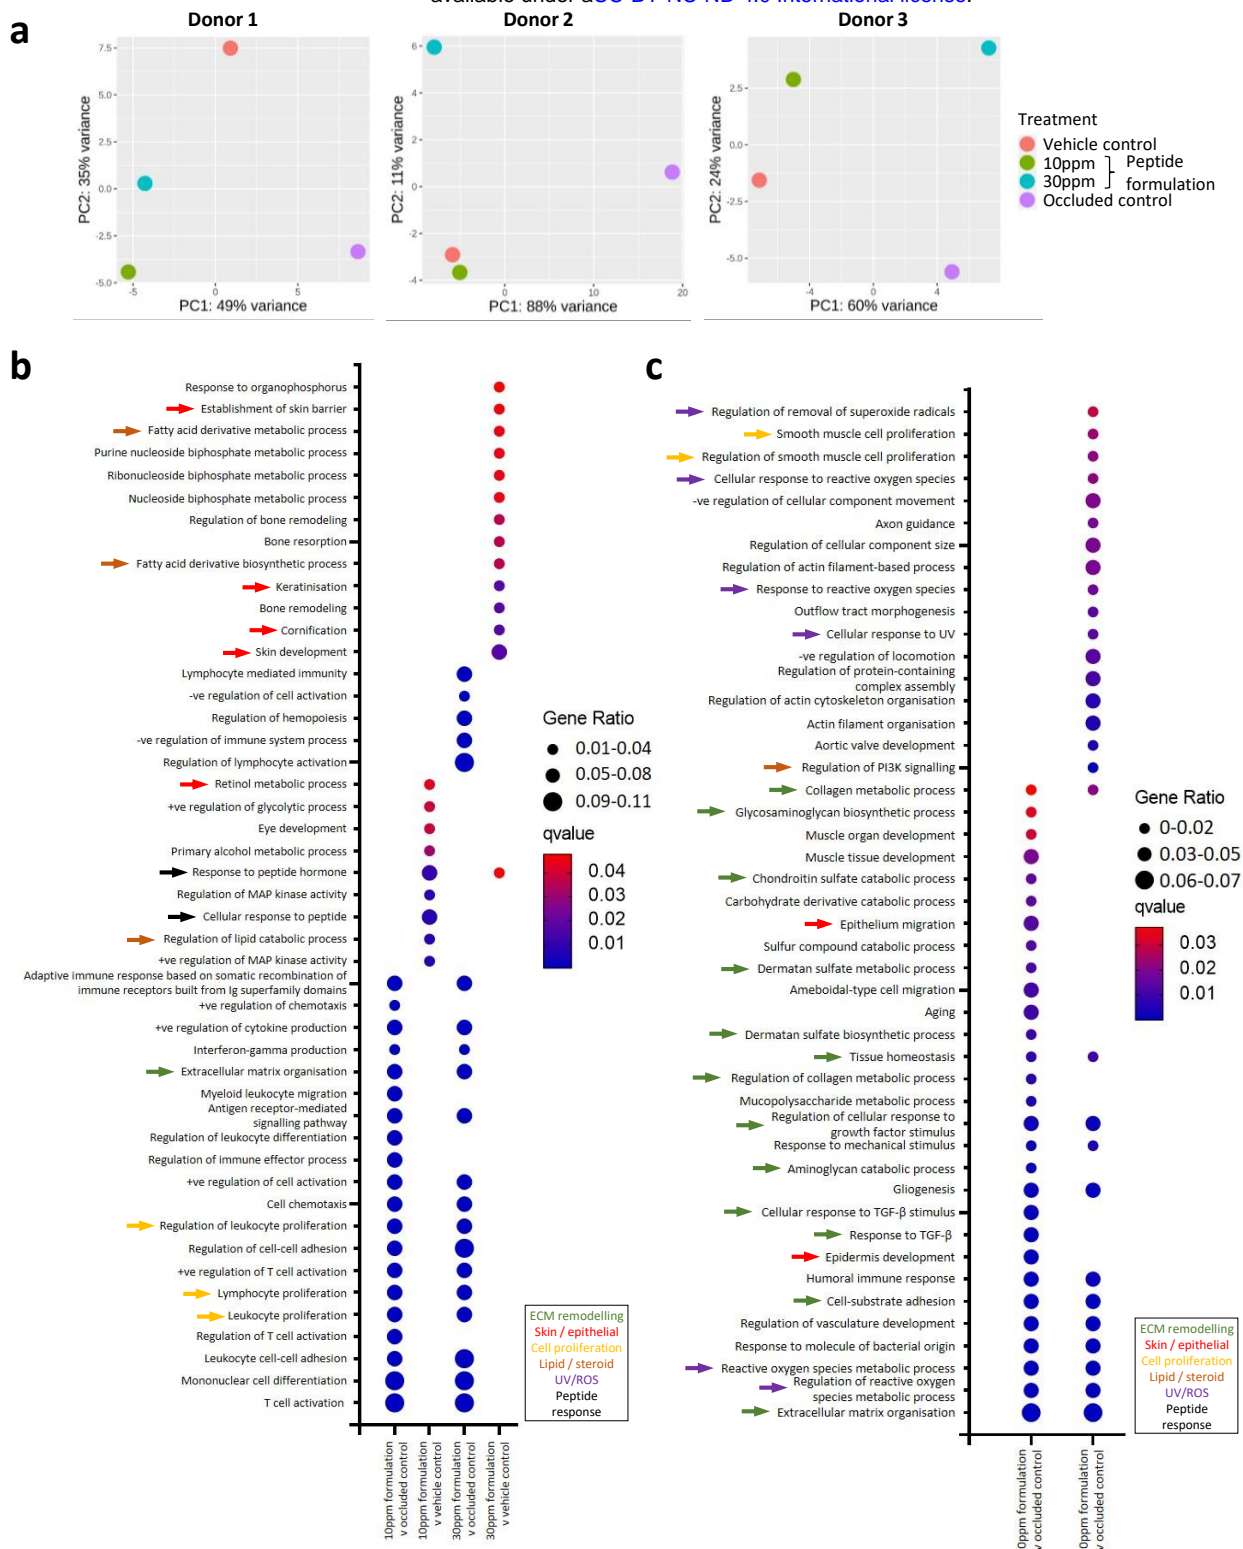 a
Donor 1
Donor 2
Donor 3
7.5
5.0
2.5
0.0
-2.5
-5.0
PC2: 35% variance
-5
0
5
PC1: 49% variance
6
4
2
0
-2
-4
PC2: 11% variance
0
10
20
PC1: 88% variance
2.5
0.0
-2.5
-5.0
PC2: 24% variance
-4
0
4
PC1: 60% variance
Treatment
Vehicle control
10ppm
30ppm
Peptide
formulation
Occluded control
b
Response to organophosphorus
Establishment of skin barrier
Fatty acid derivative metabolic process
Purine nucleoside biphosphate metabolic process
Ribonucleoside biphosphate metabolic process
Nucleoside biphosphate metabolic process
Regulation of bone remodeling
Bone resorption
Fatty acid derivative biosynthetic process
Keratinisation
Bone remodeling
Cornification
Skin development
Lymphocyte mediated immunity
-ve regulation of cell activation
Regulation of hemopoiesis
-ve regulation of immune system process
Regulation of lymphocyte activation
Retinol metabolic process
+ve regulation of glycolytic process
Eye development
Primary alcohol metabolic process
Response to peptide hormone
Regulation of MAP kinase activity
Cellular response to peptide
Regulation of lipid catabolic process
+ve regulation of MAP kinase activity
Adaptive immune response based on somatic recombination of
immune receptors built from Ig superfamily domains
+ve regulation of chemotaxis
+ve regulation of cytokine production
Interferon-gamma production
Extracellular matrix organisation
Myeloid leukocyte migration
Antigen receptor-mediated
signalling pathway
Regulation of leukocyte differentiation
Regulation of immune effector process
+ve regulation of cell activation
Cell chemotaxis
Regulation of leukocyte proliferation
Regulation of cell-cell adhesion
+ve regulation of T cell activation
Lymphocyte proliferation
Leukocyte proliferation
Regulation of T cell activation
Leukocyte cell-cell adhesion
Mononuclear cell differentiation
T cell activation
10ppm formulation
v occluded control
10ppm formulation
v vehicle control
30ppm formulation
v occluded control
30ppm formulation
v vehicle control
Gene Ratio
0.01-0.04
0.05-0.08
0.09-0.11
qvalue
0.04
0.03
0.02
0.01
ECM remodelling
Skin / epithelial
Cell proliferation
Lipid / steroid
UV/ROS
Peptide
response
c
Regulation of removal of superoxide radicals
Smooth muscle cell proliferation
Regulation of smooth muscle cell proliferation
Cellular response to reactive oxygen species
-ve regulation of cellular component movement
Axon guidance
Regulation of cellular component size
Regulation of actin filament-based process
Response to reactive oxygen species
Outflow tract morphogenesis
Cellular response to UV
-ve regulation of locomotion
Regulation of protein-containing
complex assembly
Regulation of actin cytoskeleton organisation
Actin filament organisation
Aortic valve development
Regulation of PI3K signalling
Collagen metabolic process
Glycosaminoglycan biosynthetic process
Muscle organ development
Muscle tissue development
Chondroitin sulfate catabolic process
Carbohydrate derivative catabolic process
Epithelium migration
Sulfur compound catabolic process
Dermatan sulfate metabolic process
Ameboidal-type cell migration
Aging
Dermatan sulfate biosynthetic process
Tissue homeostasis
Regulation of collagen metabolic process
Mucopolysaccharide metabolic process
Regulation of cellular response to
growth factor stimulus
Response to mechanical stimulus
Aminoglycan catabolic process
Gliogenesis
Cellular response to TGF-β stimulus
Response to TGF-β
Epidermis development
Humoral immune response
Cell-substrate adhesion
Regulation of vasculature development
Response to molecule of bacterial origin
Reactive oxygen species metabolic process
Regulation of reactive oxygen
species metabolic process
Extracellular matrix organisation
0ppm formulation
v occluded control
0ppm formulation
v occluded control
Gene Ratio
0-0.02
0.03-0.05
0.06-0.07
qvalue
0.03
0.02
0.01
ECM remodelling
Skin / epithelial
Cell proliferation
Lipid / steroid
UV/ROS
Peptide
response